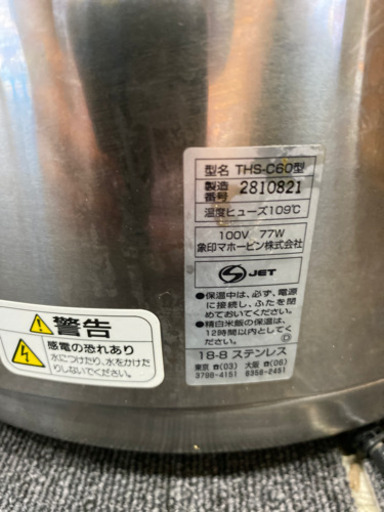 型名 THS-C60型
製造番号 2810821
温度ヒューズ109℃
100V 77W
象印マホービン株式会社
S JET
●保温中は、必ず、電源
に接続し、ふたを閉
めておいてください。
●精白米飯の保温は、
12時間以内としてく
ださい。
18-8 ステンレス
東京 ☎(03) 大阪 ☎(06)
3798-4151 6358-2451
警告
感電の恐れあり
水につけたり、水をかけた
りしないでください。